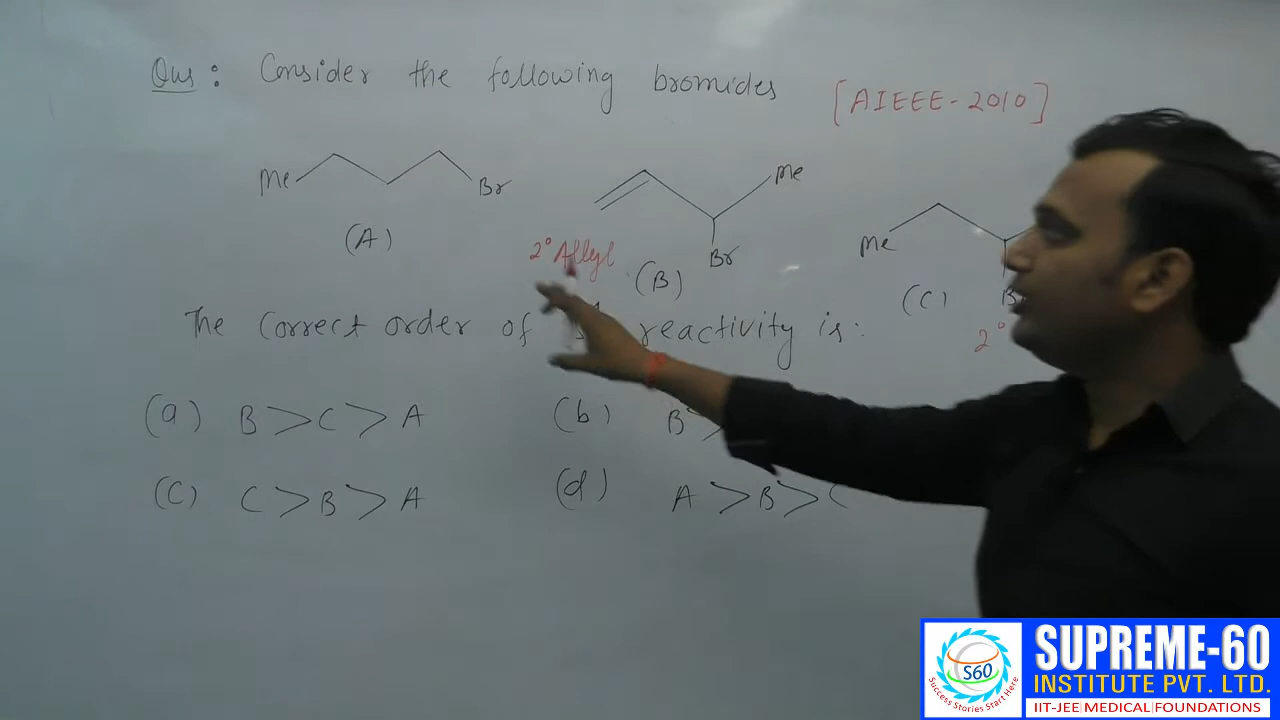 Qus : Consider the following bromides [AIEEE-2010]
Me Br Me Me
2° Allyl Br
(A) (B) (C) B
2°
The Correct order of reactivity is:
(a) B > C > A (b) B >
(C) C > B > A (d) A > B > C
SUPREME-60
INSTITUTE PVT. LTD.
IIT-JEE MEDICAL FOUNDATIONS
S60
Success Stories Start Here